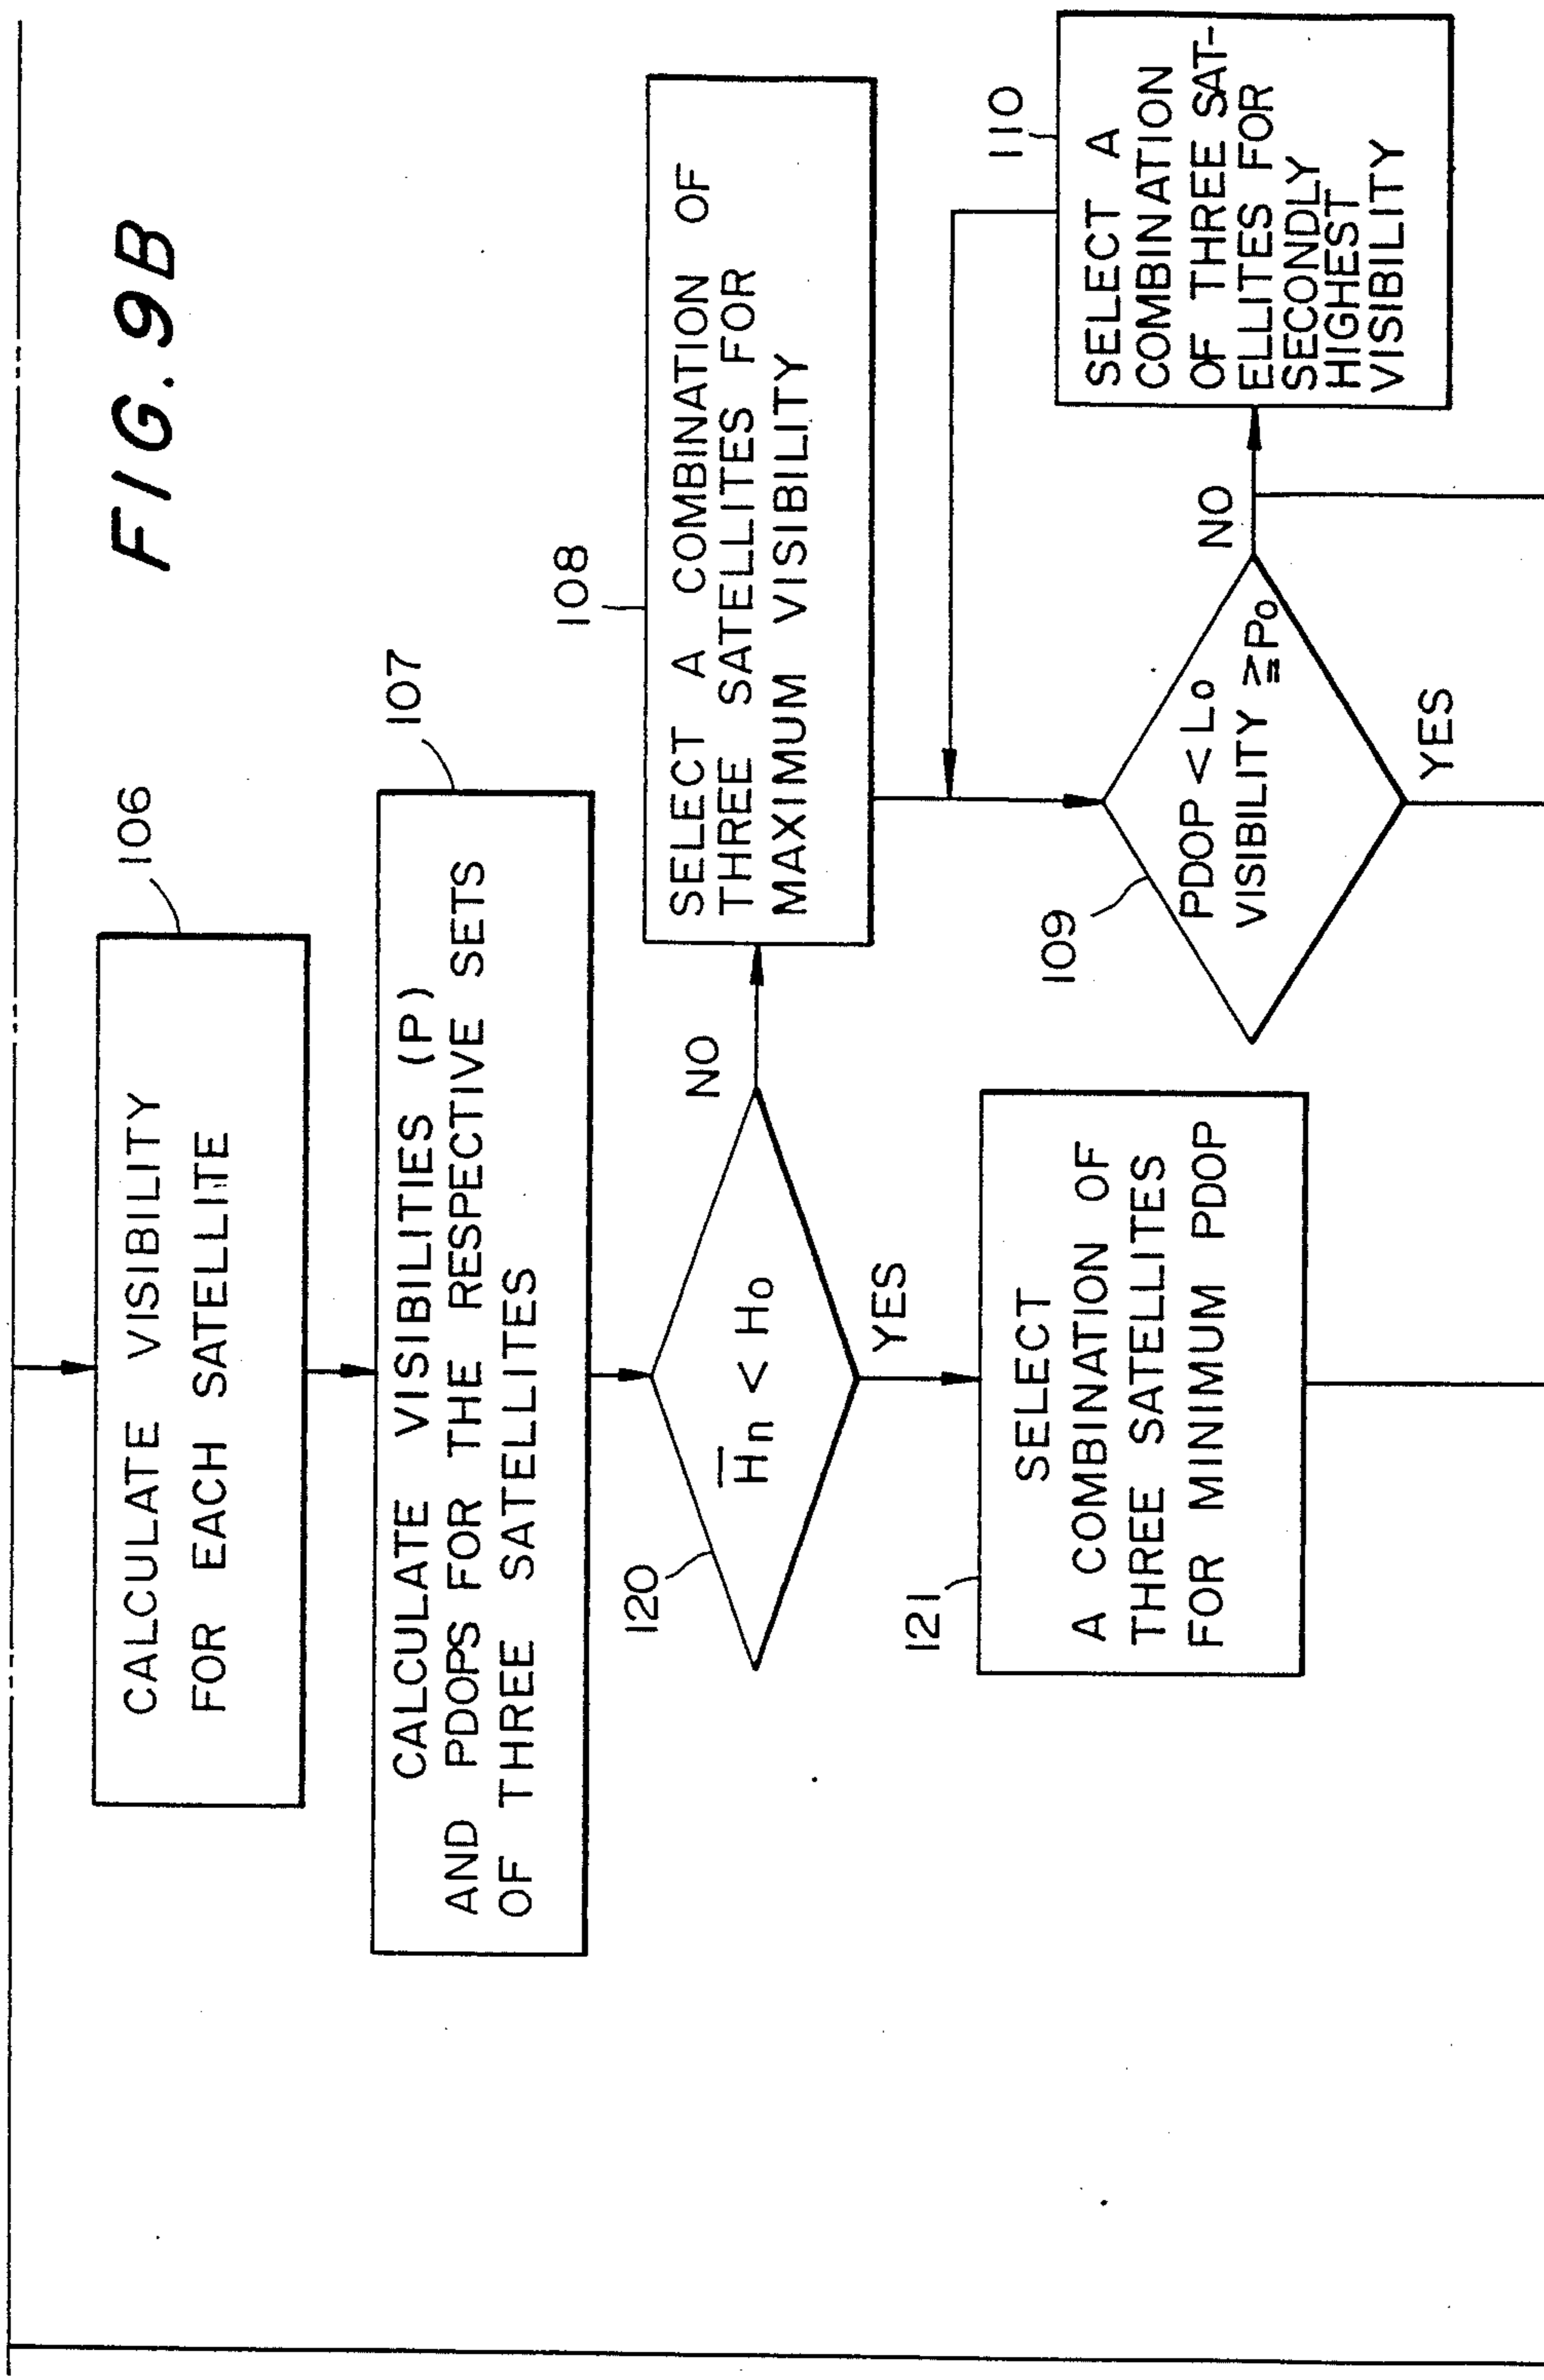 FIG. 9B
106
CALCULATE VISIBILITY
FOR EACH SATELLITE
107
CALCULATE VISIBILITIES (P)
AND PDOPS FOR THE RESPECTIVE SETS
OF THREE SATELLITES
120
H̅n < Ho
NO
YES
108
SELECT A COMBINATION OF
THREE SATELLITES FOR
MAXIMUM VISIBILITY
121
SELECT
A COMBINATION OF
THREE SATELLITES
FOR MINIMUM PDOP
109
PDOP < Lo
VISIBILITY ≧ Po
NO
YES
110
SELECT A
COMBINATION
OF THREE SAT-
ELLITES FOR
SECONDLY
HIGHEST
VISIBILITY